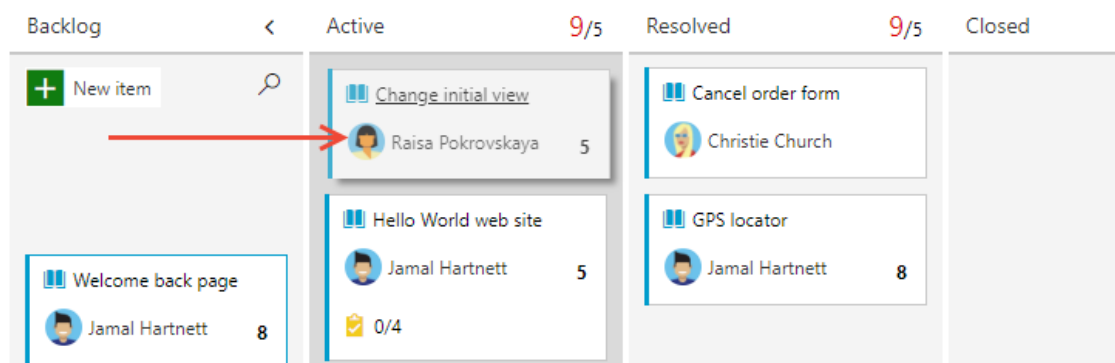 Backlog
Active 9/5
Resolved 9/5
Closed
New item
Welcome back page
Jamal Hartnett 8
Change initial view
Raisa Pokrovskaya 5
Hello World web site
Jamal Hartnett 5
0/4
Cancel order form
Christie Church
GPS locator
Jamal Hartnett 8